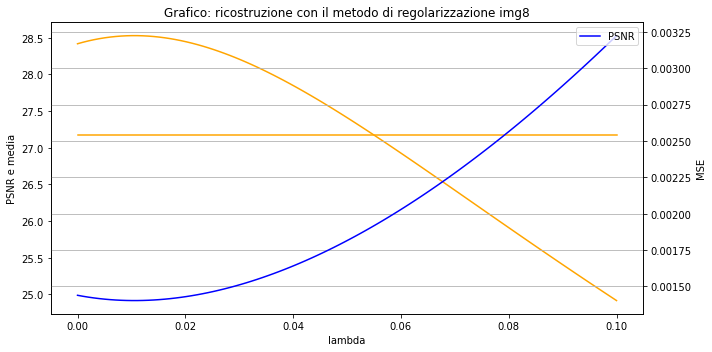 Grafico: ricostruzione con il metodo di regolarizzazione img8
PSNR
PSNR e media
28.5
28.0
27.5
27.0
26.5
26.0
25.5
25.0
0.00325
0.00300
0.00275
0.00250
0.00225
0.00200
0.00175
0.00150
MSE
0.00 0.02 0.04 0.06 0.08 0.10
lambda